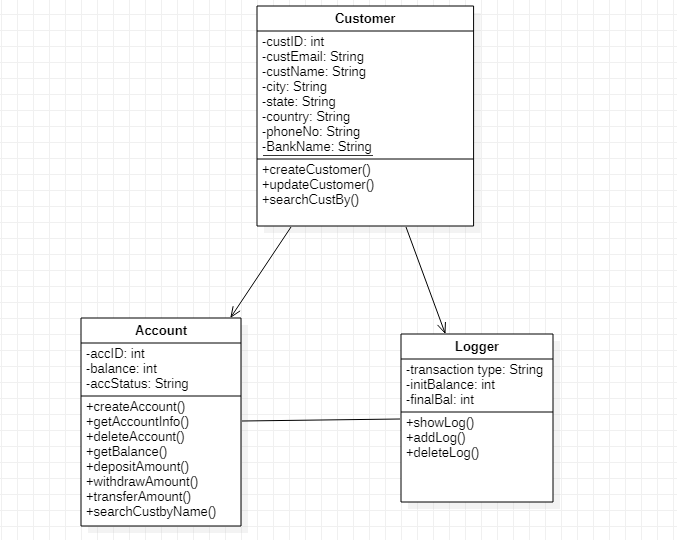 Customer
-custID: int
-custEmail: String
-custName: String
-city: String
-state: String
-country: String
-phoneNo: String
-BankName: String
+createCustomer()
+updateCustomer()
+searchCustBy()
Account
-accID: int
-balance: int
-accStatus: String
+createAccount()
+getAccountInfo()
+deleteAccount()
+getBalance()
+depositAmount()
+withdrawAmount()
+transferAmount()
+searchCustbyName()
Logger
-transaction type: String
-initBalance: int
-finalBal: int
+showLog()
+addLog()
+deleteLog()